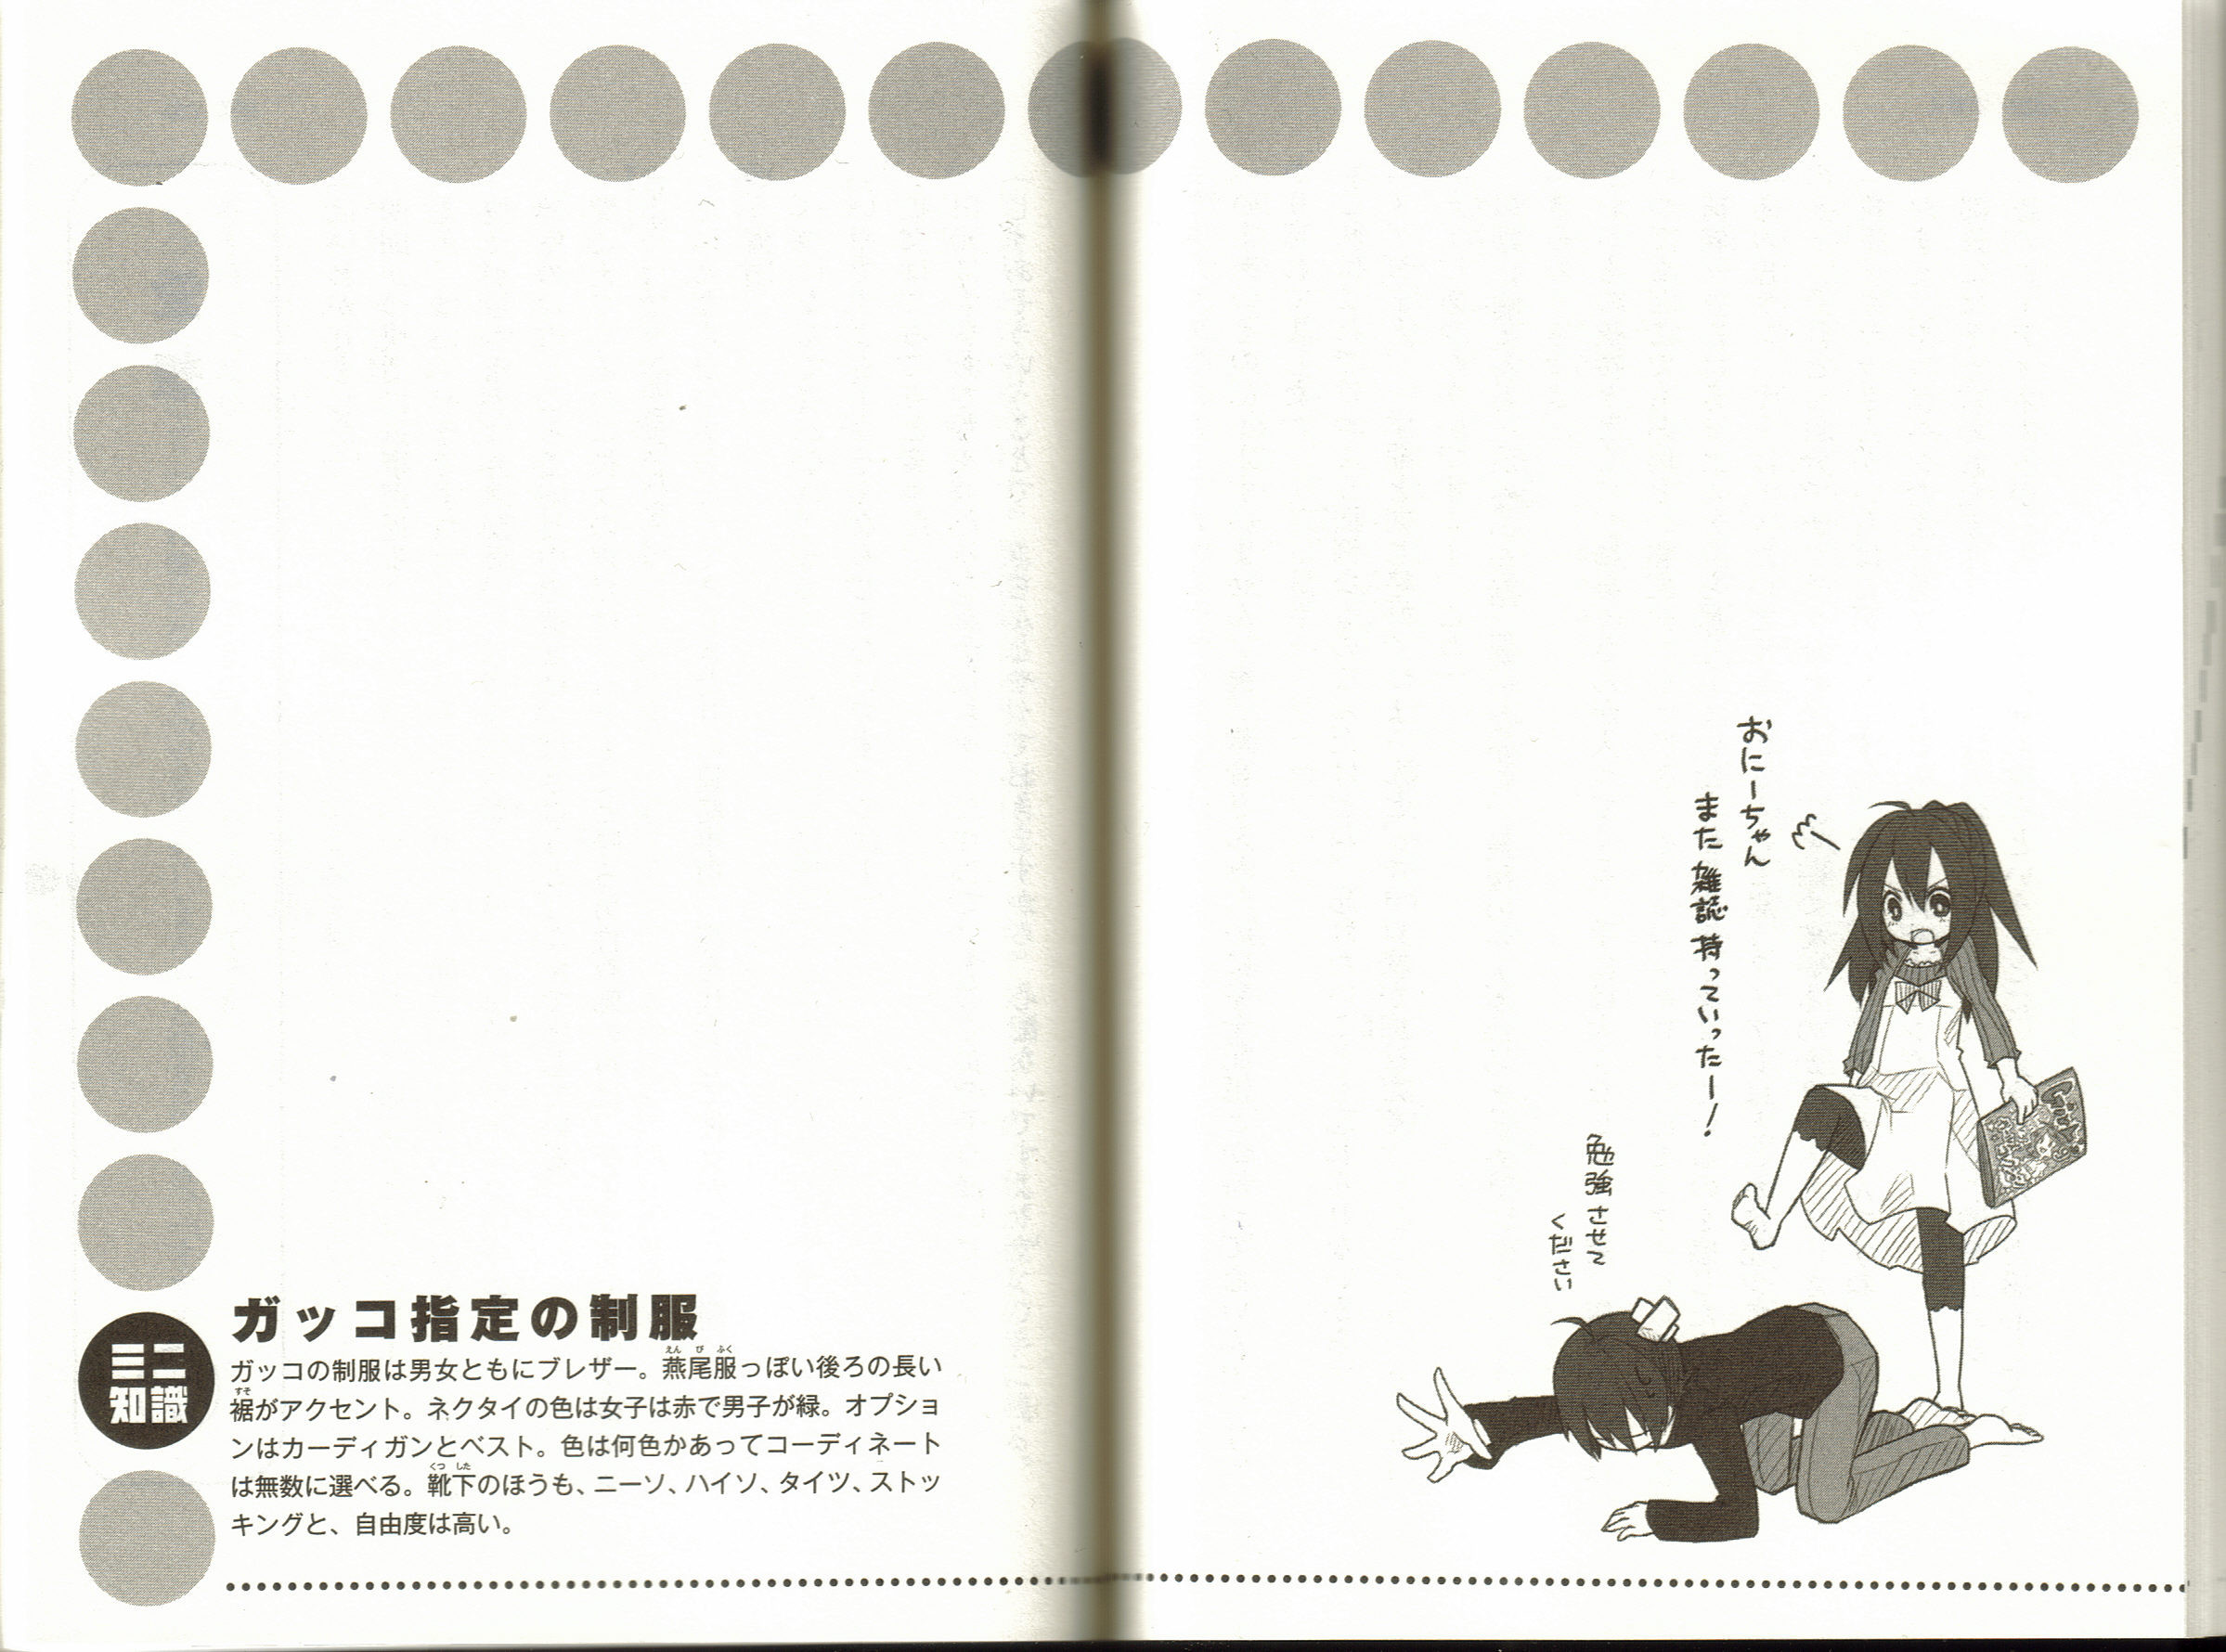 おにーちゃん
また雑誌持っていったー!
勉強させて
ください
ガッコ指定の制服
ミニ
知識
ガッコの制服は男女ともにブレザー。燕尾服っぽい後ろの長い
裾がアクセント。ネクタイの色は女子は赤で男子が緑。オプショ
ンはカーディガンとベスト。色は何色かあってコーディネート
は無数に選べる。靴下のほうも、ニーソ、ハイソ、タイツ、ストッ
キングと、自由度は高い。